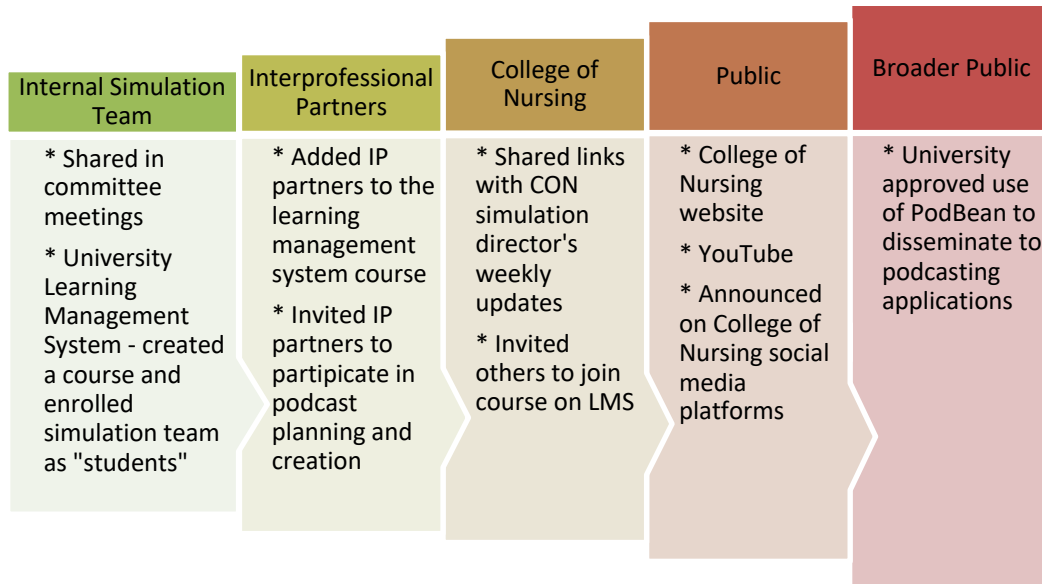 Internal Simulation
Team
* Shared in
committee
meetings
* University
Learning
Management
System - created
a course and
enrolled
simulation team
as "students"
Interprofessional
Partners
* Added IP
partners to the
learning
management
system course
* Invited IP
partners to
partipicate in
podcast
planning and
creation
College of
Nursing
* Shared links
with CON
simulation
director's
weekly
updates
* Invited
others to join
course on LMS
Public
* College of
Nursing
website
* YouTube
* Announced
on College of
Nursing social
media
platforms
Broader Public
* University
approved use
of PodBean to
disseminate to
podcasting
applications